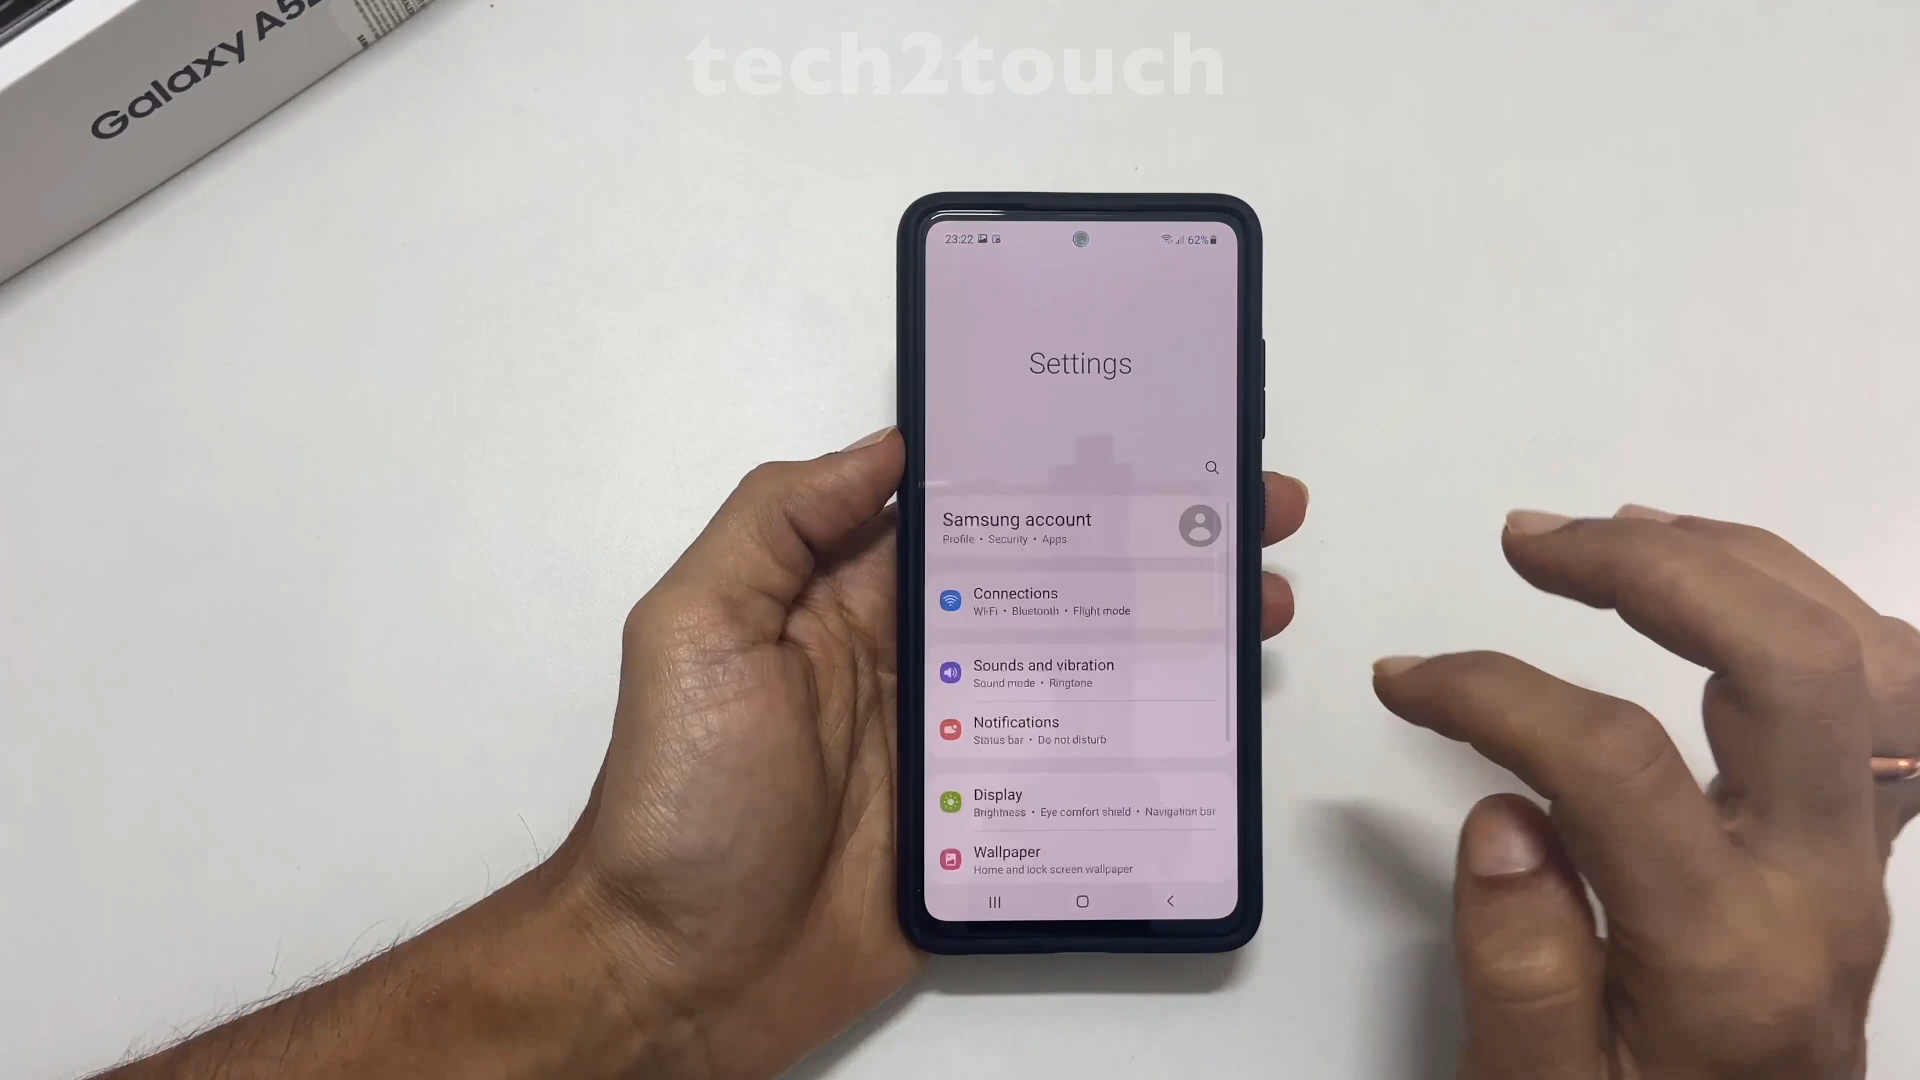 Galaxy A52
tech2touch
23:22
62%
Settings
Samsung account
Profile • Security • Apps
Connections
Wi-Fi • Bluetooth • Flight mode
Sounds and vibration
Sound mode • Ringtone
Notifications
Status bar • Do not disturb
Display
Brightness • Eye comfort shield • Navigation bar
Wallpaper
Home and lock screen wallpaper